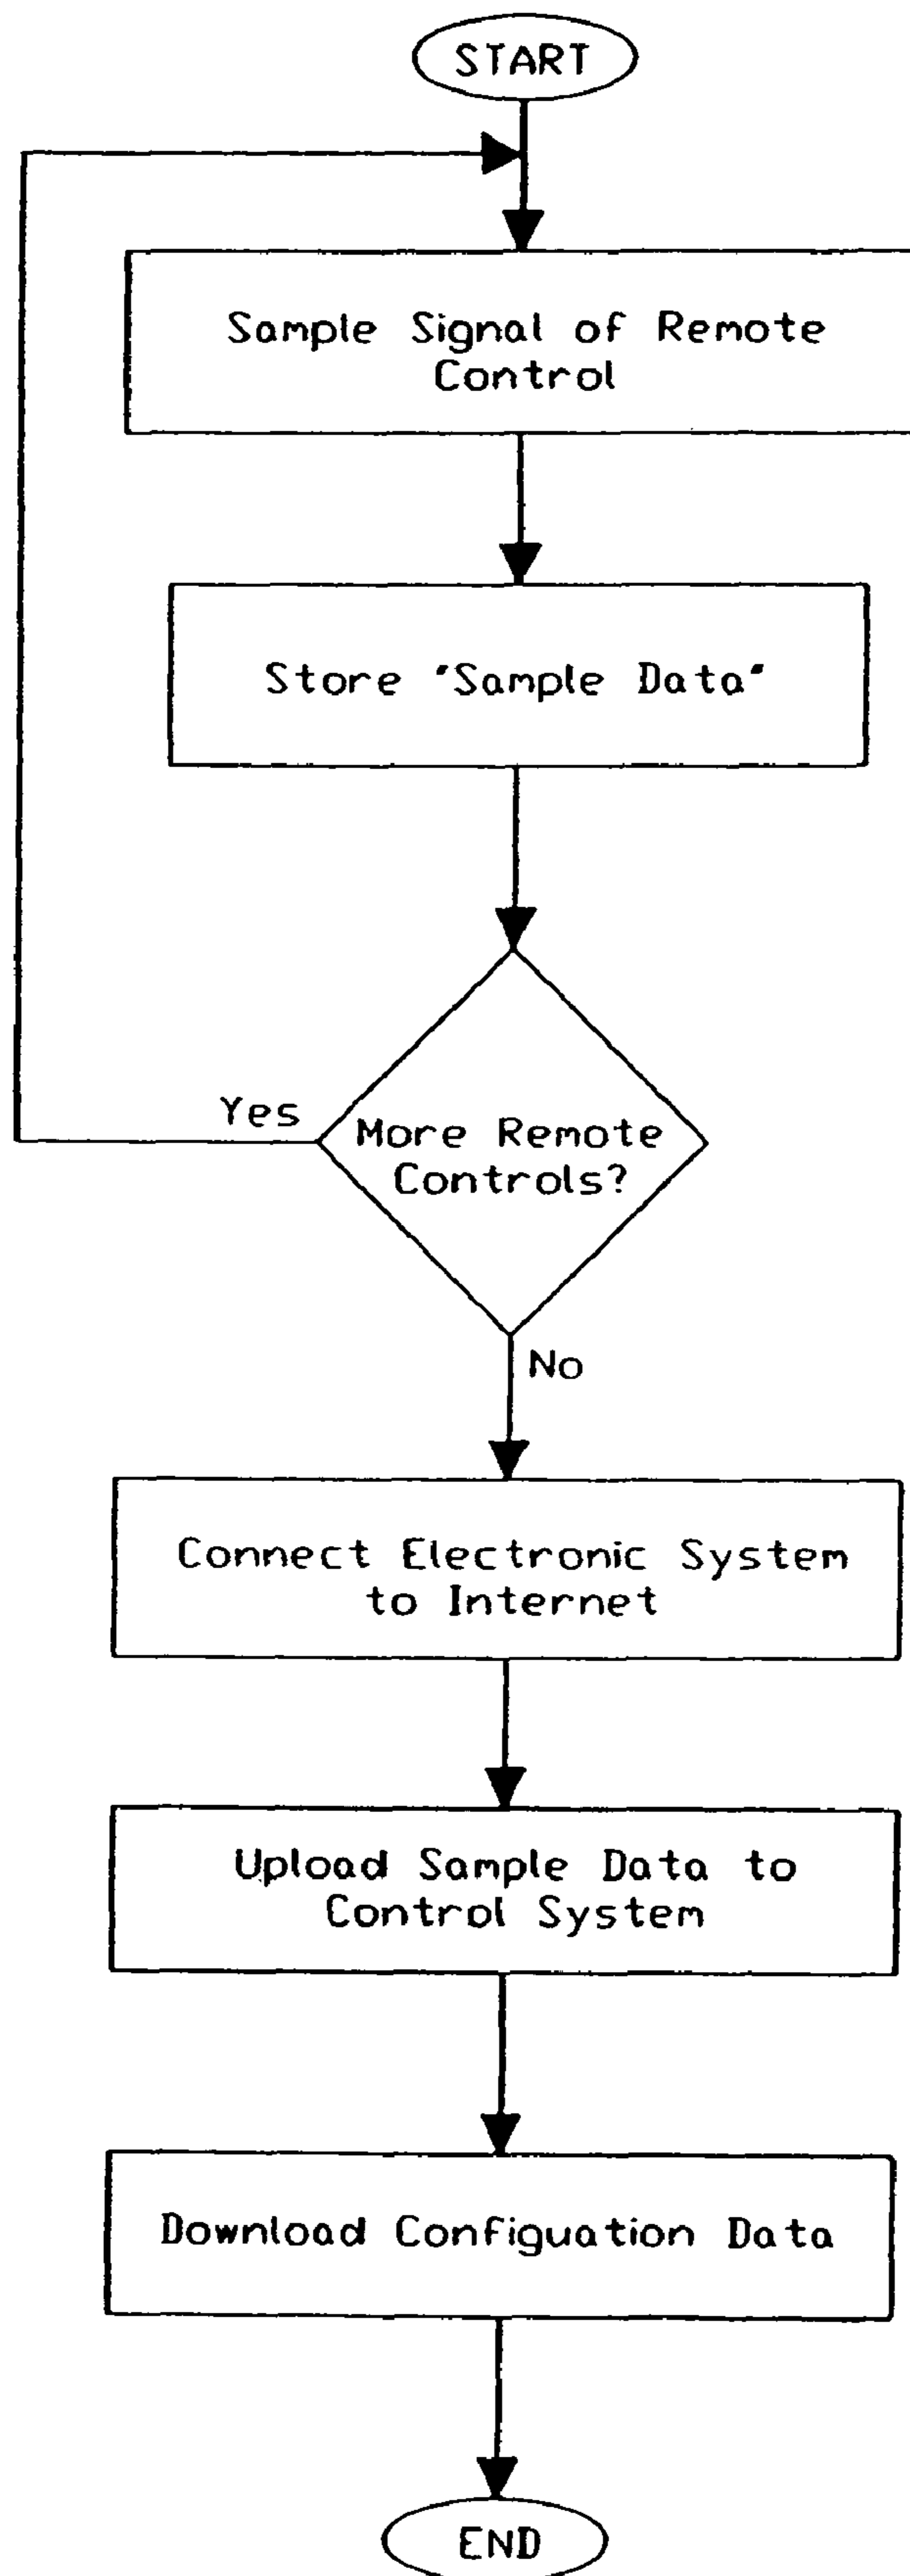 START
Sample Signal of Remote
Control
Store "Sample Data"
More Remote
Controls?
Yes
No
Connect Electronic System
to Internet
Upload Sample Data to
Control System
Download Configuation Data
END